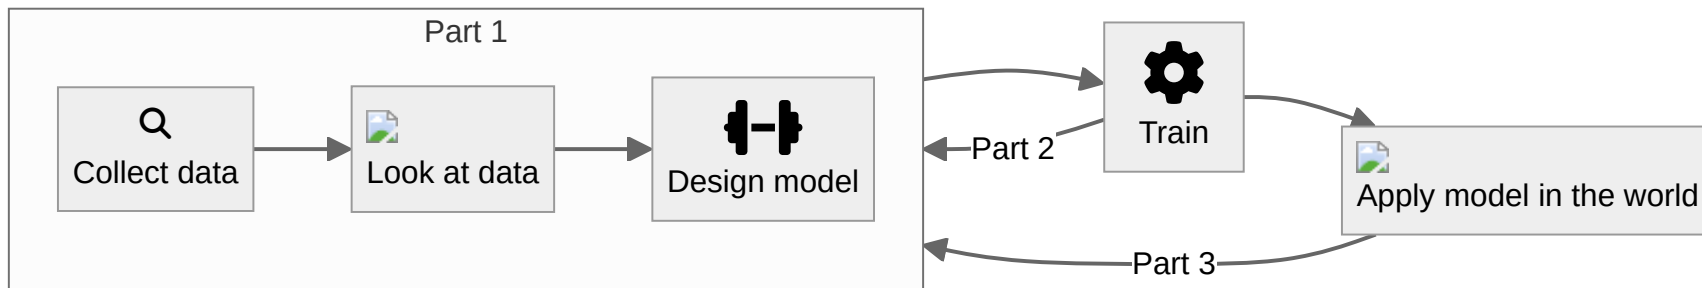 Part 1
Collect data
Look at data
Design model
Train
Part 2
Apply model in the world
Part 3